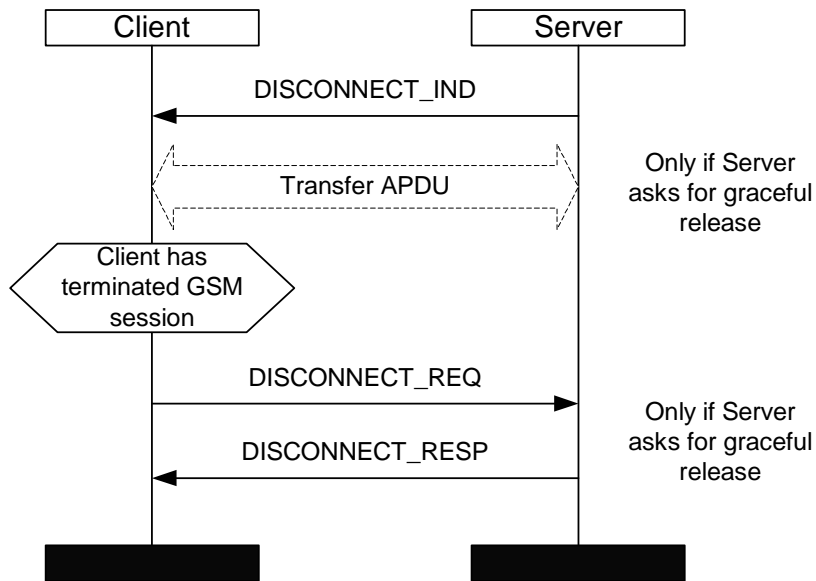 Client
Server
DISCONNECT_IND
Transfer APDU
Only if Server
asks for graceful
release
Client has
terminated GSM
session
DISCONNECT_REQ
DISCONNECT_RESP
Only if Server
asks for graceful
release